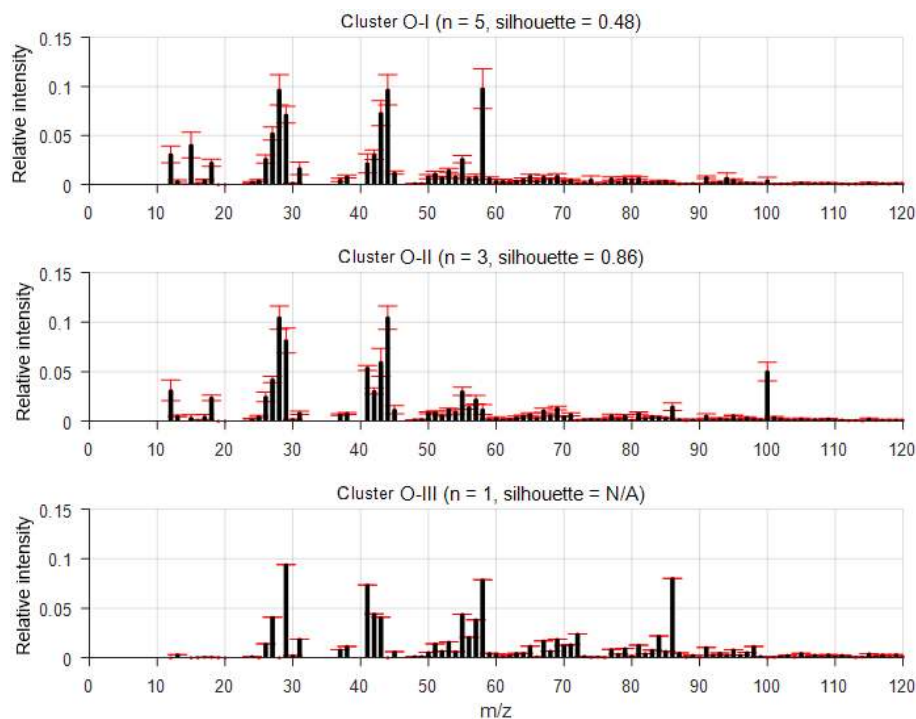 Cluster O-I (n = 5, silhouette = 0.48)
0.15
0.1
0.05
0
Relative intensity
0 10 20 30 40 50 60 70 80 90 100 110 120
Cluster O-II (n = 3, silhouette = 0.86)
0.15
0.1
0.05
0
Relative intensity
0 10 20 30 40 50 60 70 80 90 100 110 120
Cluster O-III (n = 1, silhouette = N/A)
0.15
0.1
0.05
0
Relative intensity
0 10 20 30 40 50 60 70 80 90 100 110 120
m/z